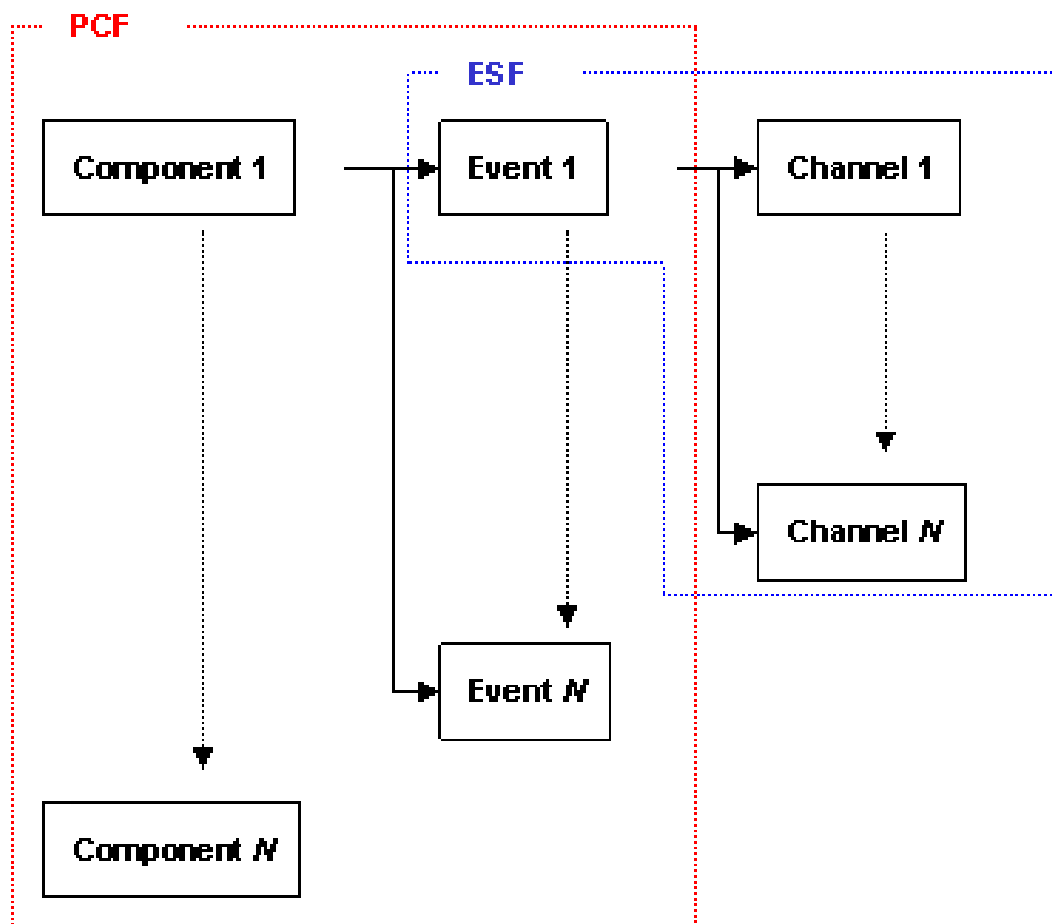 PCF
ESF
Component 1
Event 1
Channel 1
Channel N
Event N
Component N